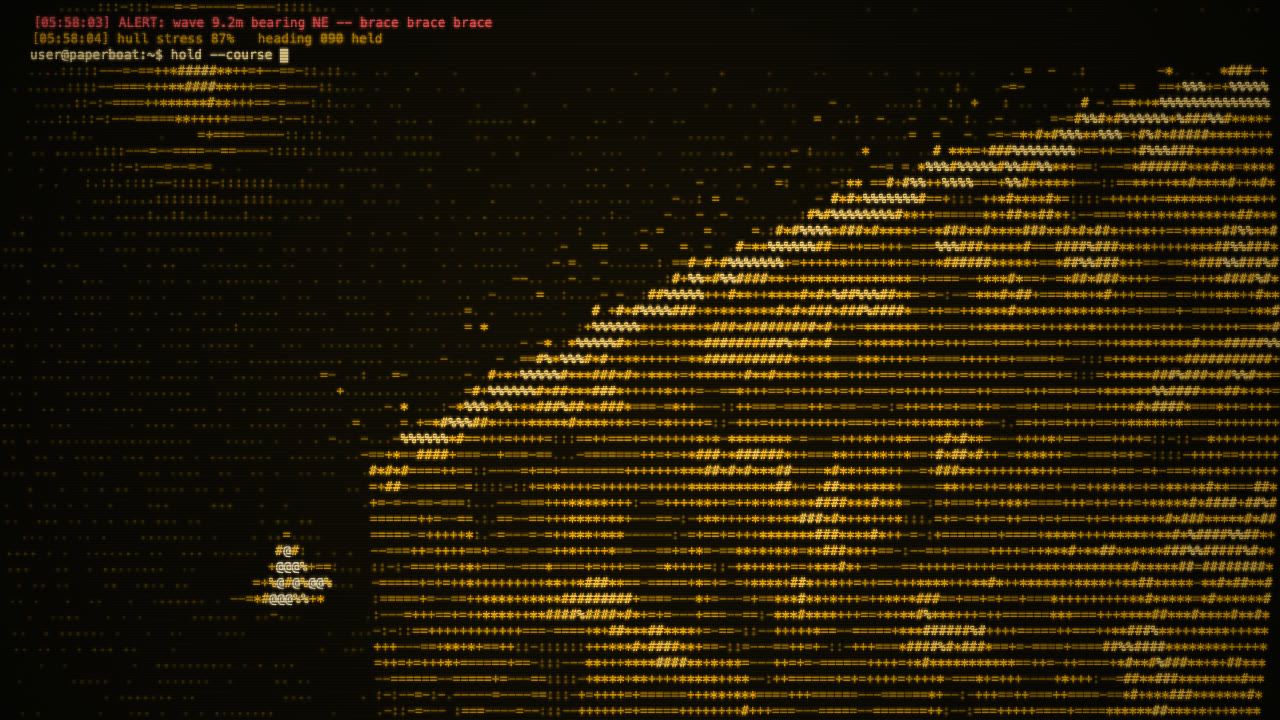 [05:58:03] ALERT: wave 9.2m bearing NE -- brace brace brace
[05:58:04] hull stress 87%   heading 090 held
user@paperboat:~$ hold --course